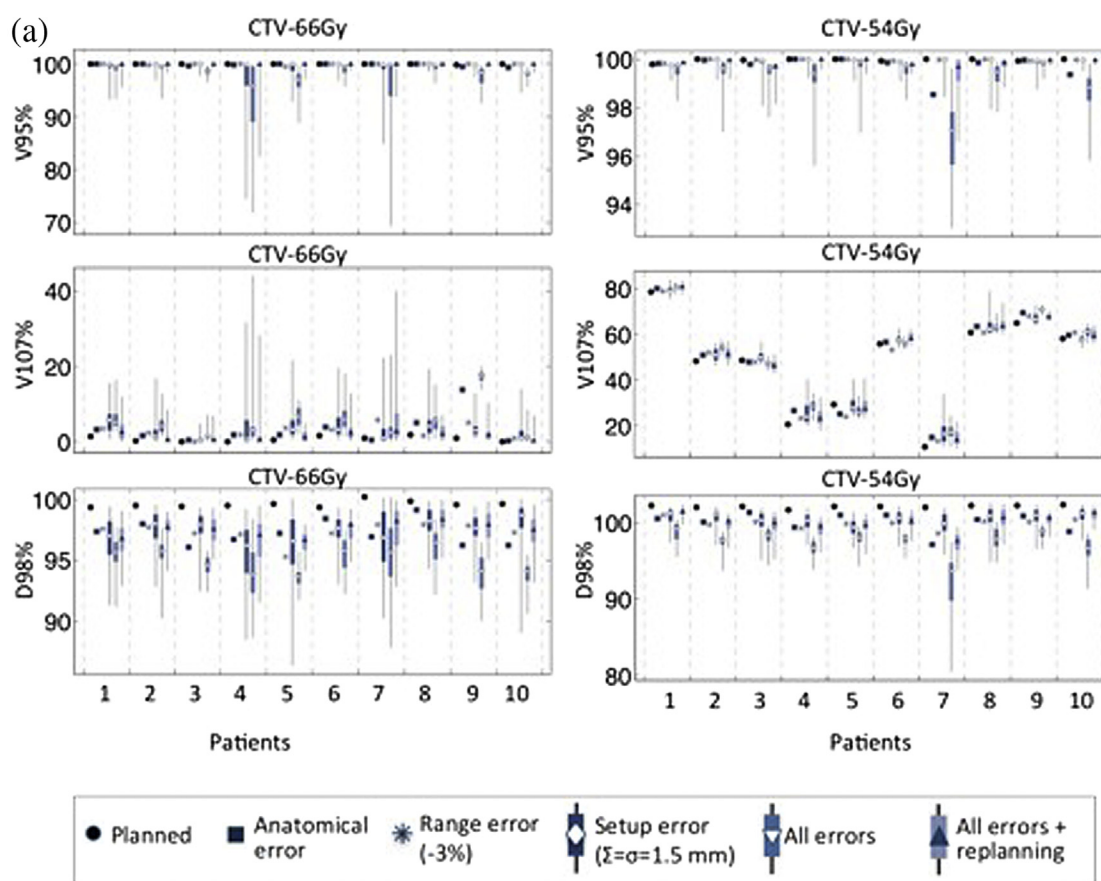 (a)
CTV-66Gy
V95%
100
90
80
70
CTV-54Gy
V95%
100
98
96
94
CTV-66Gy
V107%
40
20
0
CTV-54Gy
V107%
80
60
40
20
CTV-66Gy
D98%
100
95
90
1 2 3 4 5 6 7 8 9 10
Patients
CTV-54Gy
D98%
100
90
80
1 2 3 4 5 6 7 8 9 10
Patients
Planned
Anatomical
error
Range error
(-3%)
Setup error
(Σ=σ=1.5 mm)
All errors
All errors +
replanning